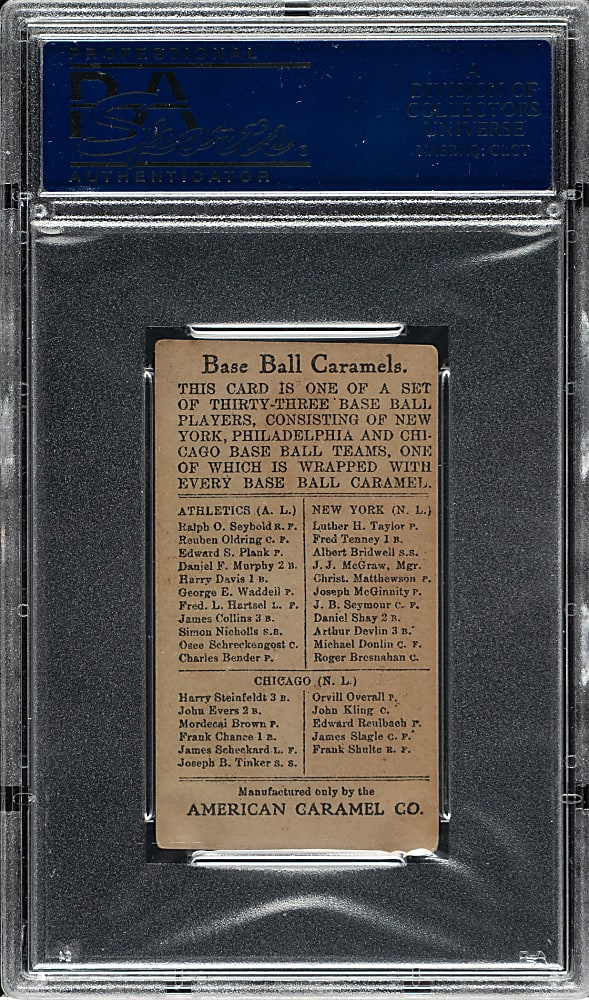 PROFESSIONAL
PSA
Sports
AUTHENTICATOR
A
DIVISION OF
COLLECTORS
UNIVERSE
NASDAQ: CLCT
Base Ball Caramels.
THIS CARD IS ONE OF A SET
OF THIRTY-THREE BASE BALL
PLAYERS, CONSISTING OF NEW
YORK, PHILADELPHIA AND CHI-
CAGO BASE BALL TEAMS, ONE
OF WHICH IS WRAPPED WITH
EVERY BASE BALL CARAMEL.
ATHLETICS (A. L.)
Ralph O. Seybold R. F.
Reuben Oldring C. F.
Edward S. Plank P.
Daniel F. Murphy 2 B.
Harry Davis 1 B.
George E. Waddell P.
Fred. L. Hartsel L. F.
James Collins 3 B.
Simon Nicholls S.S.
Osee Schreckengost C.
Charles Bender P.
NEW YORK (N. L.)
Luther H. Taylor P.
Fred Tenney 1 B.
Albert Bridwell S.S.
J. J. McGraw, Mgr.
Christ. Matthewson P.
Joseph McGinnity P.
J. B. Seymour C. F.
Daniel Shay 2 B.
Arthur Devlin 3 B.
Michael Donlin C. F.
Roger Bresnahan C.
CHICAGO (N. L.)
Harry Steinfeldt 3 B.
John Evers 2 B.
Mordecai Brown P.
Frank Chance 1 B.
James Scheckard L. F.
Joseph B. Tinker S. S.
Orvill Overall P.
John Kling C.
Edward Reulbach P.
James Slagle C. F.
Frank Shulte R. F.
Manufactured only by the
AMERICAN CARAMEL CO.
PSA